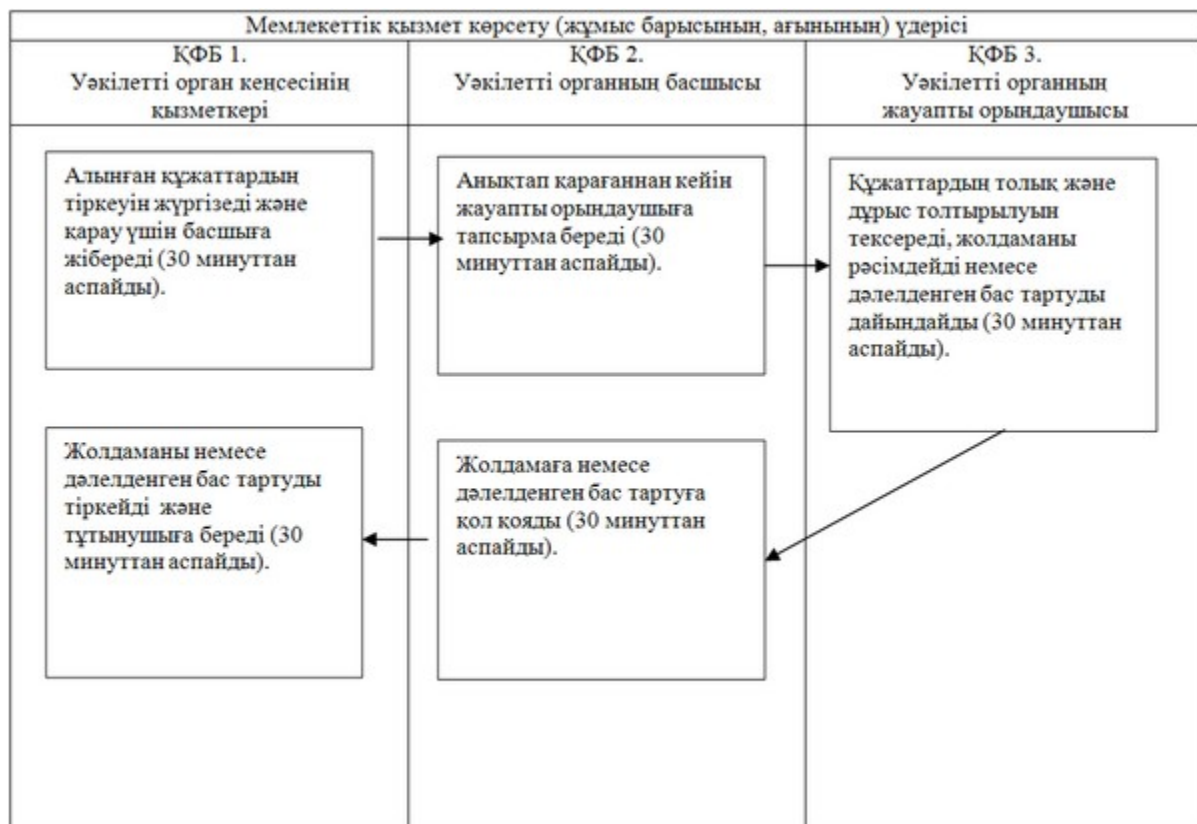 Мемлекеттік қызмет көрсету (жұмыс барысының, ағынының) үдерісі
ҚФБ 1.
Уәкілетті орган кеңсесінің
қызметкері
ҚФБ 2.
Уәкілетті органның басшысы
ҚФБ 3.
Уәкілетті органның
жауапты орындаушысы
Алынған құжаттардың
тіркеуін жүргізеді және
қарау үшін басшыға
жібереді (30 минуттан
аспайды).
Анықтап қарағаннан кейін
жауапты орындаушыға
тапсырма береді (30
минуттан аспайды).
Құжаттардың толық және
дұрыс толтырылуын
тексереді, жолдаманы
рәсімдейді немесе
дәлелденген бас тартуды
дайындайды (30 минуттан
аспайды).
Жолдаманы немесе
дәлелденген бас тартуды
тіркейді және
тұтынушыға береді (30
минуттан аспайды).
Жолдамаға немесе
дәлелденген бас тартуға
қол қояды (30 минуттан
аспайды).